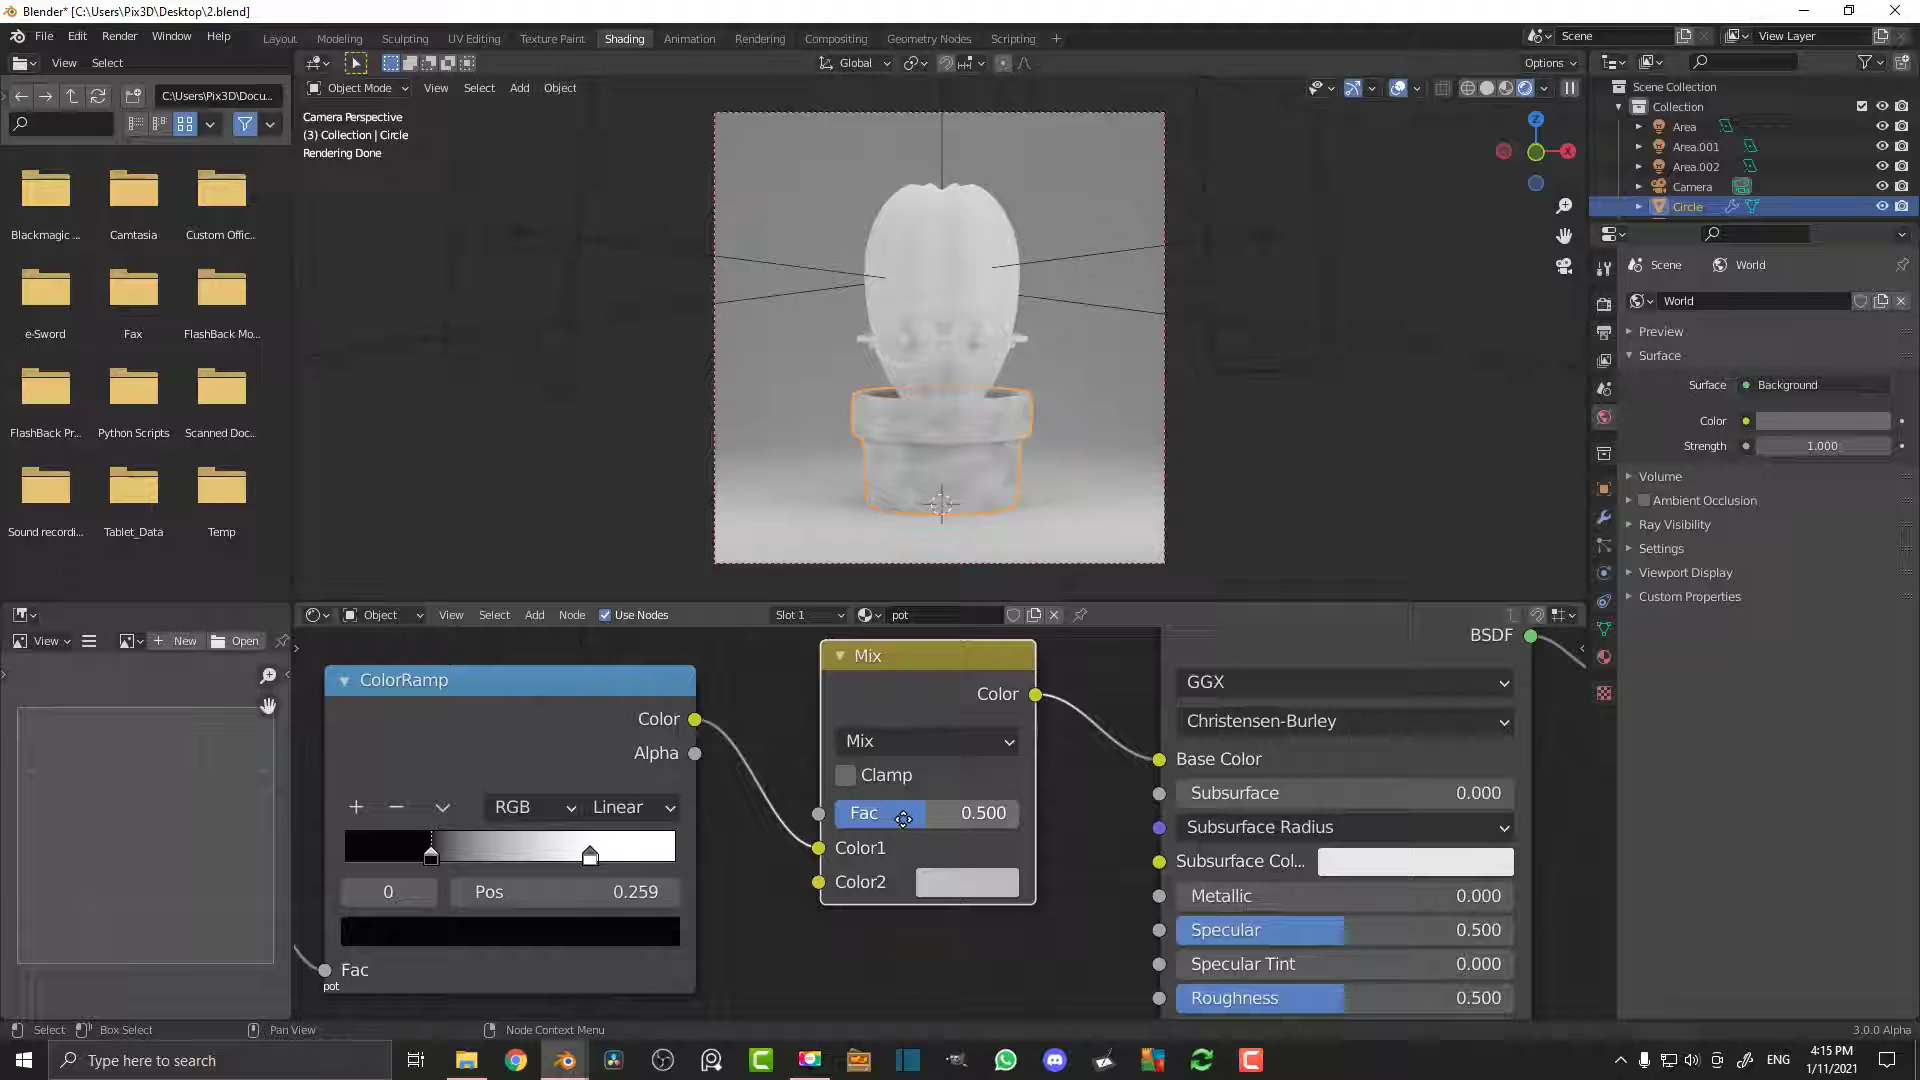 Blender* [C:\Users\Pix3D\Desktop\2.blend]
File Edit Render Window Help
Layout Modeling Sculpting UV Editing Texture Paint Shading Animation Rendering Compositing Geometry Nodes Scripting
Scene View Layer
View Select
Global
Options
C:\Users\Pix3D\Docu...
Object Mode View Select Add Object
Camera Perspective
(3) Collection | Circle
Rendering Done
Z
X
Scene Collection
Collection
Area
Area.001
Area.002
Camera
Circle
Scene World
World
Preview
Surface
Surface Background
Color
Strength 1.000
Volume
Ambient Occlusion
Ray Visibility
Settings
Viewport Display
Custom Properties
Blackmagic ... Camtasia Custom Offic...
e-Sword Fax FlashBack Mo...
FlashBack Pr... Python Scripts Scanned Doc...
Sound recordi... Tablet_Data Temp
View New Open
Object View Select Add Node Use Nodes Slot 1 pot
ColorRamp
Color
Alpha
RGB Linear
0 Pos 0.259
Fac
pot
Mix
Color
Mix
Clamp
Fac 0.500
Color1
Color2
BSDF
GGX
Christensen-Burley
Base Color
Subsurface 0.000
Subsurface Radius
Subsurface Col...
Metallic 0.000
Specular 0.500
Specular Tint 0.000
Roughness 0.500
Select Box Select Pan View Node Context Menu 3.0.0 Alpha
Type here to search
ENG
4:15 PM
1/11/2021